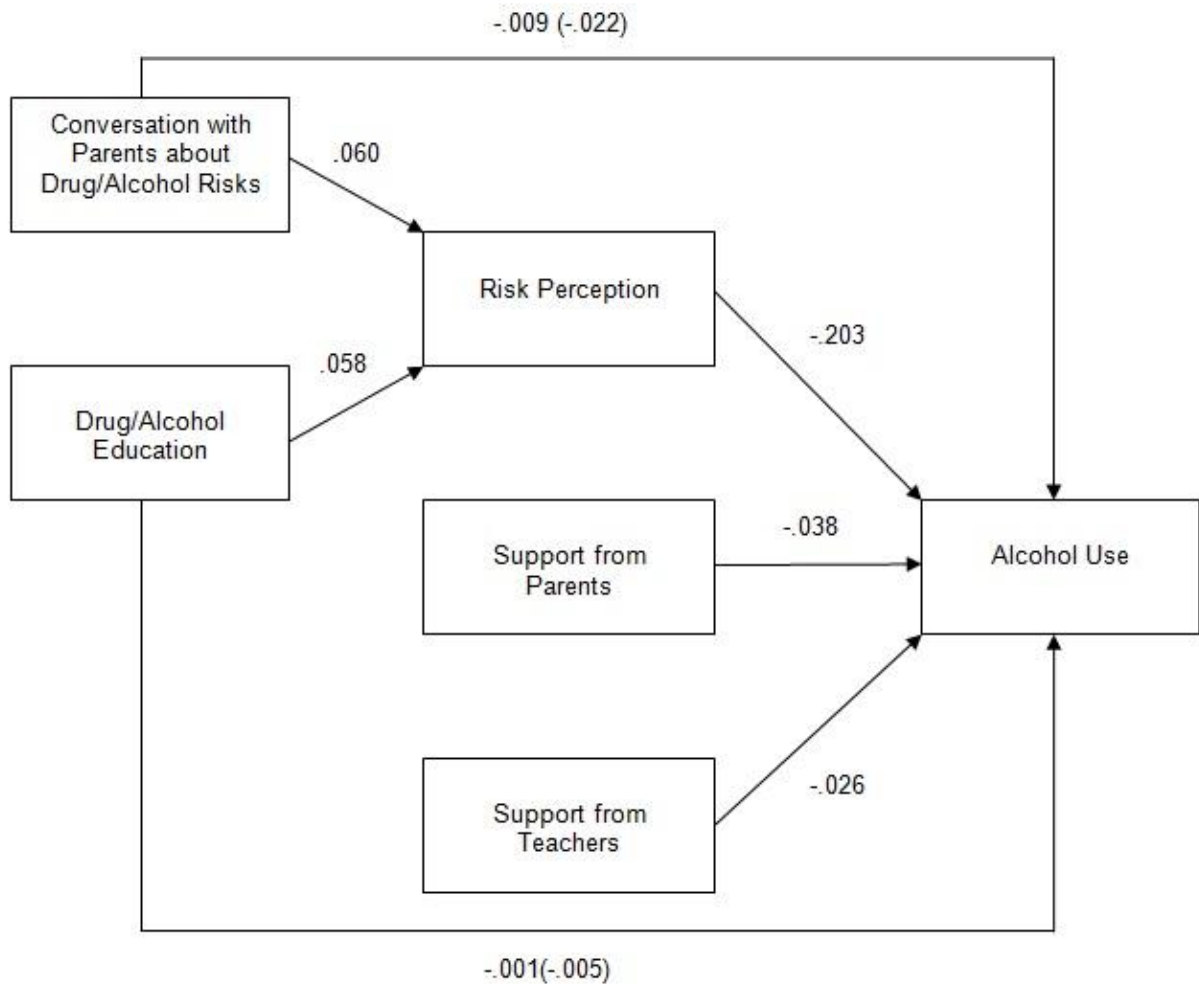 -.009 (-.022)
Conversation with
Parents about
Drug/Alcohol Risks
.060
Risk Perception
-.203
.058
Drug/Alcohol
Education
Support from
Parents
-.038
Alcohol Use
Support from
Teachers
-.026
-.001(-.005)